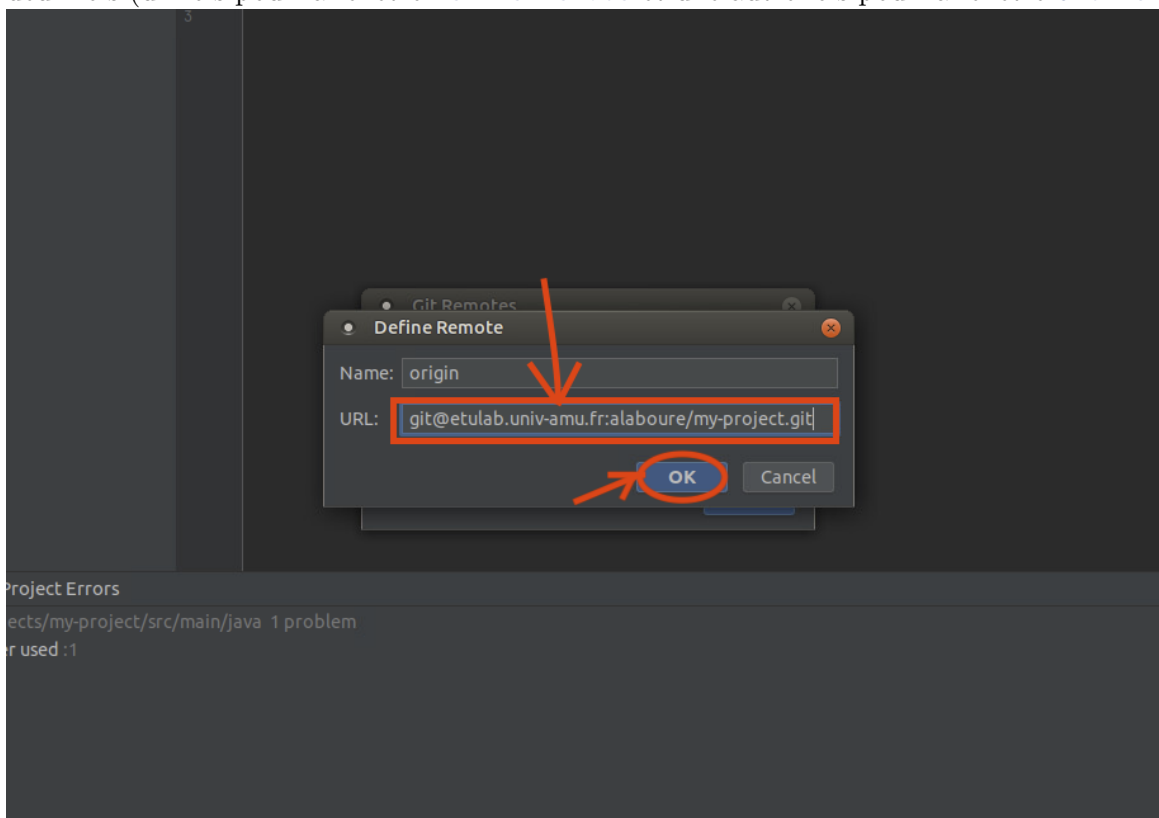 3
Git Remotes
Define Remote
Name: origin
URL: git@etulab.univ-amu.fr:alaboure/my-project.git
OK Cancel
Project Errors
ects/my-project/src/main/java 1 problem
er used :1